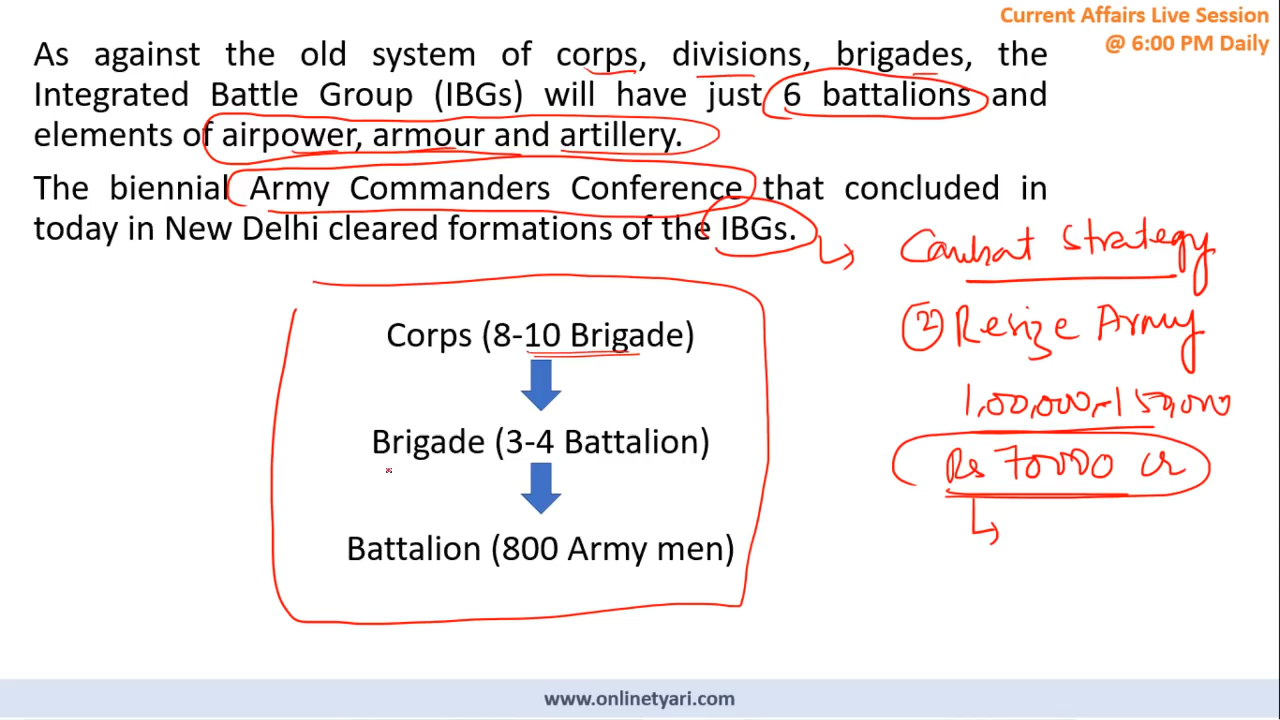 Current Affairs Live Session
@ 6:00 PM Daily
As against the old system of corps, divisions, brigades, the
Integrated Battle Group (IBGs) will have just 6 battalions and
elements of airpower, armour and artillery.
The biennial Army Commanders Conference that concluded in
today in New Delhi cleared formations of the IBGs.
Combat strategy
② Resize Army
1,00,000-150,000
Rs 70000 cr
Corps (8-10 Brigade)
Brigade (3-4 Battalion)
Battalion (800 Army men)
www.onlinetyari.com